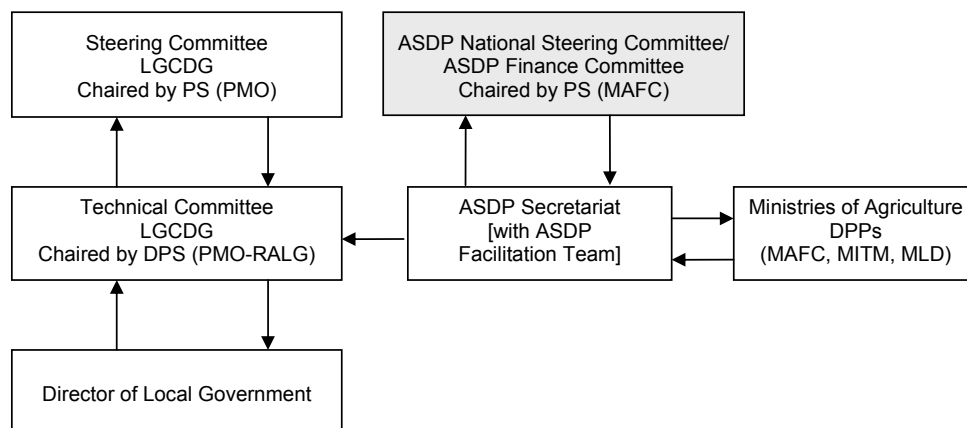 Steering Committee
LGCDG
Chaired by PS (PMO)
ASDP National Steering Committee/
ASDP Finance Committee
Chaired by PS (MAFC)
Technical Committee
LGCDG
Chaired by DPS (PMO-RALG)
ASDP Secretariat
[with ASDP
Facilitation Team]
Ministries of Agriculture
DPPs
(MAFC, MITM, MLD)
Director of Local Government